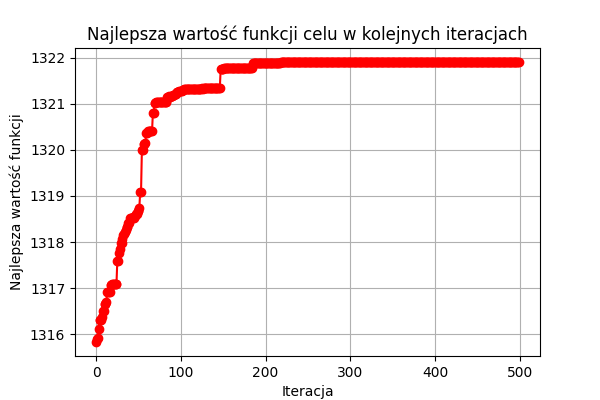 Najlepsza wartość funkcji celu w kolejnych iteracjach
1322
1321
1320
1319
1318
1317
1316
Najlepsza wartość funkcji
0 100 200 300 400 500
Iteracja